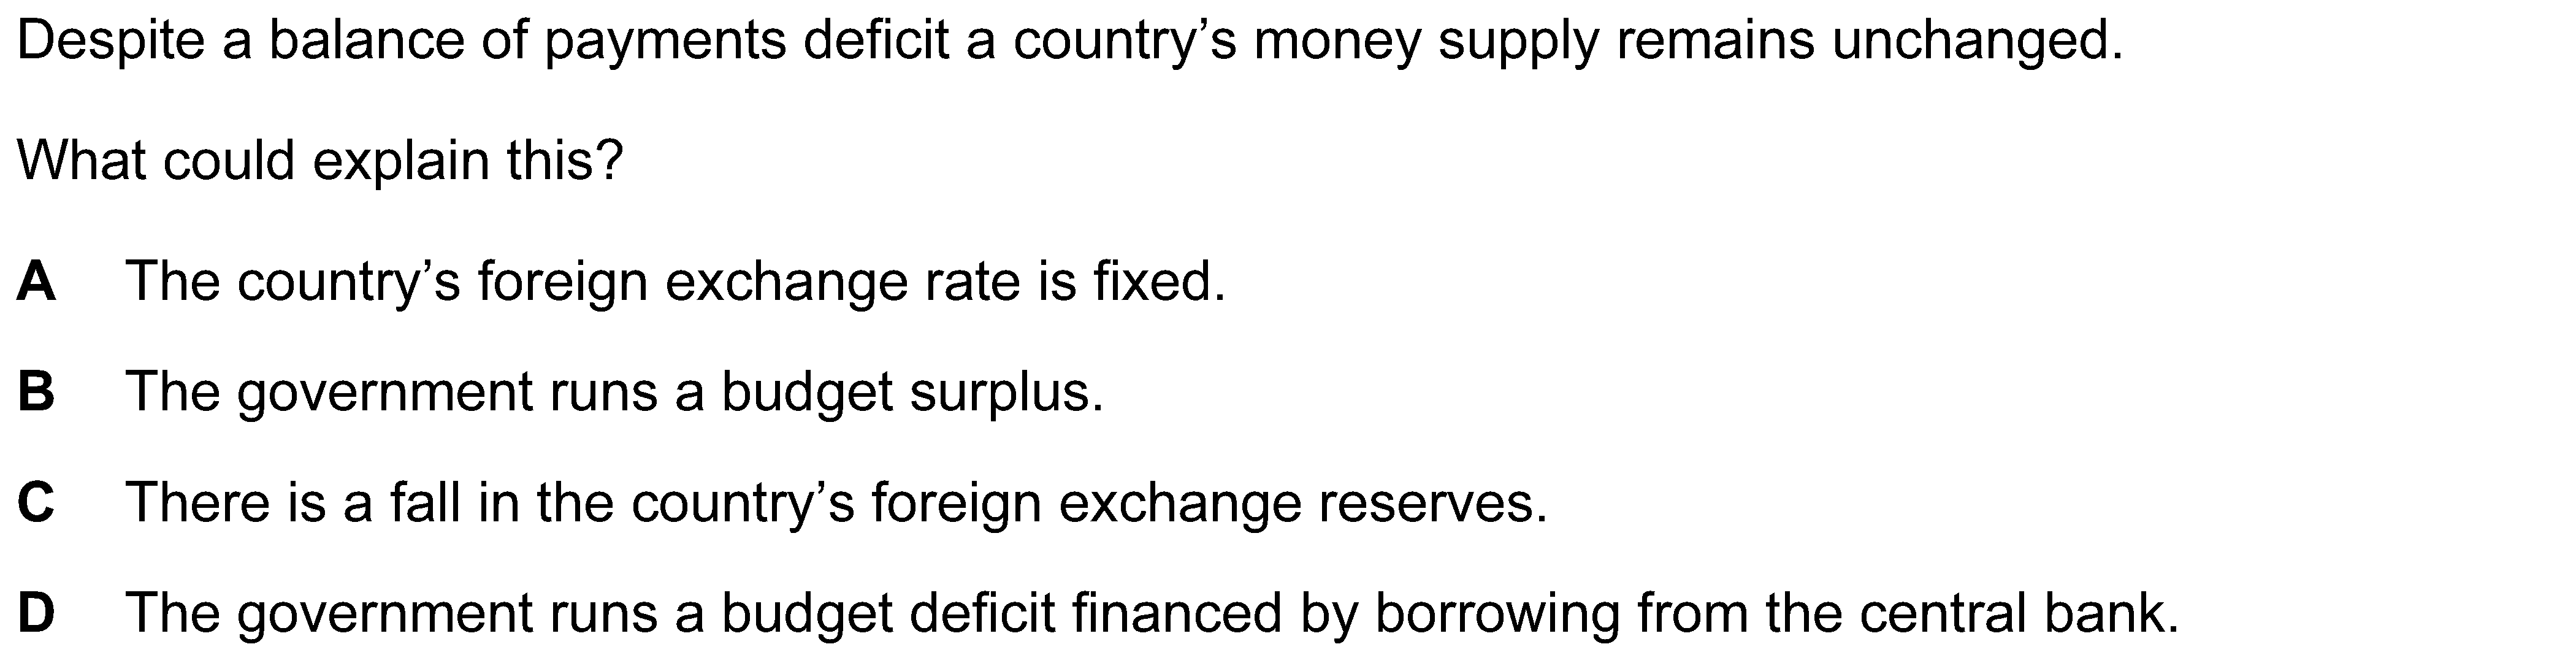 Despite a balance of payments deficit a country’s money supply remains unchanged.
What could explain this?
A The country’s foreign exchange rate is fixed.
B The government runs a budget surplus.
C There is a fall in the country’s foreign exchange reserves.
D The government runs a budget deficit financed by borrowing from the central bank.